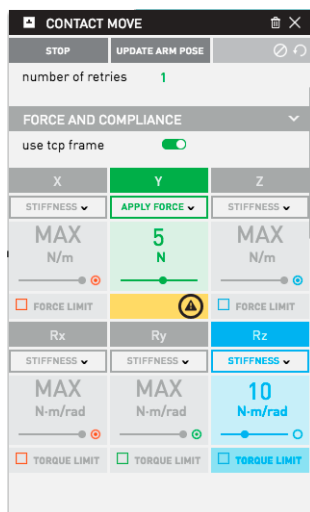 CONTACT MOVE
STOP UPDATE ARM POSE
number of retries 1
FORCE AND COMPLIANCE
use tcp frame
X Y Z
STIFFNESS APPLY FORCE STIFFNESS
MAX 5 MAX
N/m N N/m
FORCE LIMIT FORCE LIMIT
Rx Ry Rz
STIFFNESS STIFFNESS STIFFNESS
MAX MAX 10
N·m/rad N·m/rad N·m/rad
TORQUE LIMIT TORQUE LIMIT TORQUE LIMIT